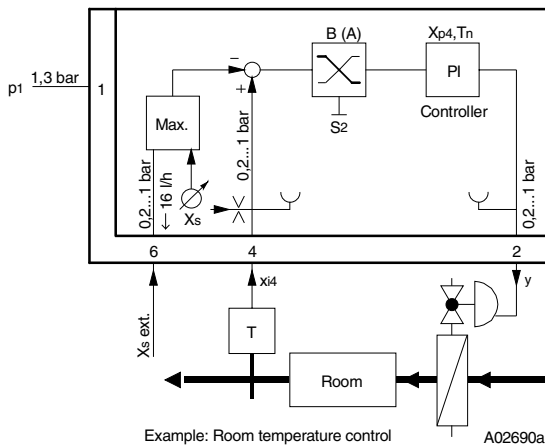 B (A)
Xp4,Tn
p1
1,3 bar
1
–
+
PI
Max.
S2
Controller
0,2...1 bar
← 16 l/h
Xs
0,2...1 bar
0,2...1 bar
6
4
2
Xs ext.
xi4
y
T
Room
Example: Room temperature control
A02690a